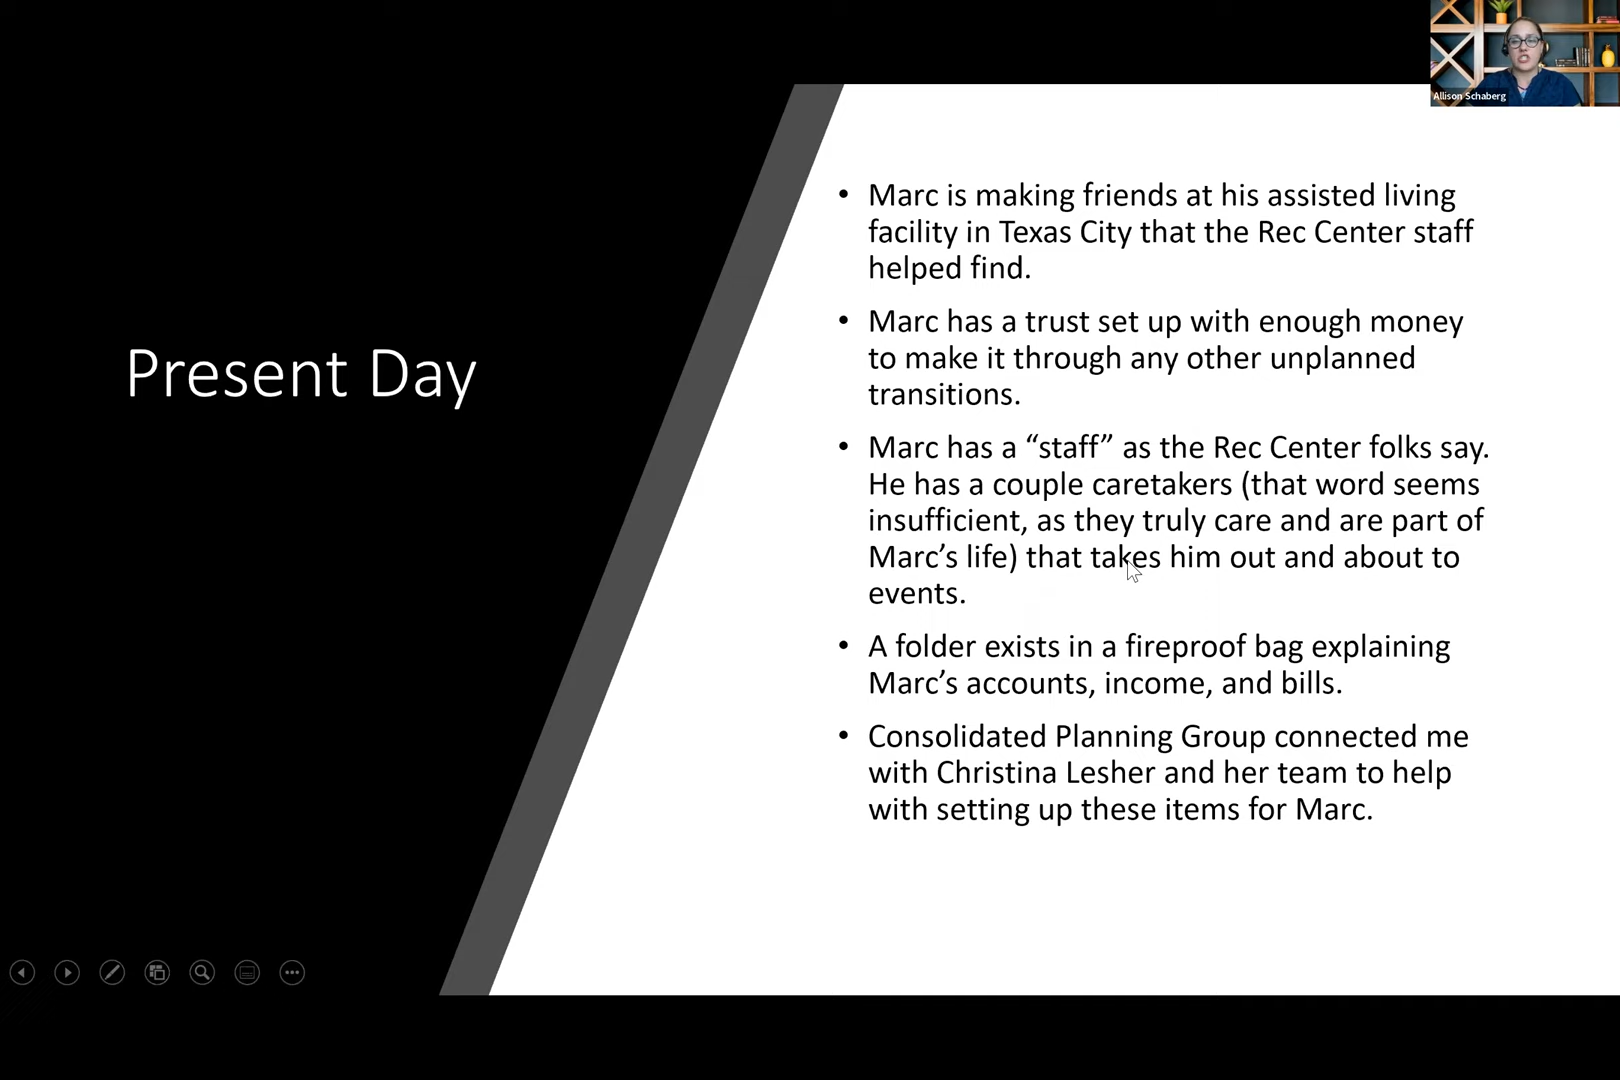 Allison Schaberg
Present Day
• Marc is making friends at his assisted living
facility in Texas City that the Rec Center staff
helped find.
• Marc has a trust set up with enough money
to make it through any other unplanned
transitions.
• Marc has a “staff” as the Rec Center folks say.
He has a couple caretakers (that word seems
insufficient, as they truly care and are part of
Marc’s life) that takes him out and about to
events.
• A folder exists in a fireproof bag explaining
Marc’s accounts, income, and bills.
• Consolidated Planning Group connected me
with Christina Lesher and her team to help
with setting up these items for Marc.